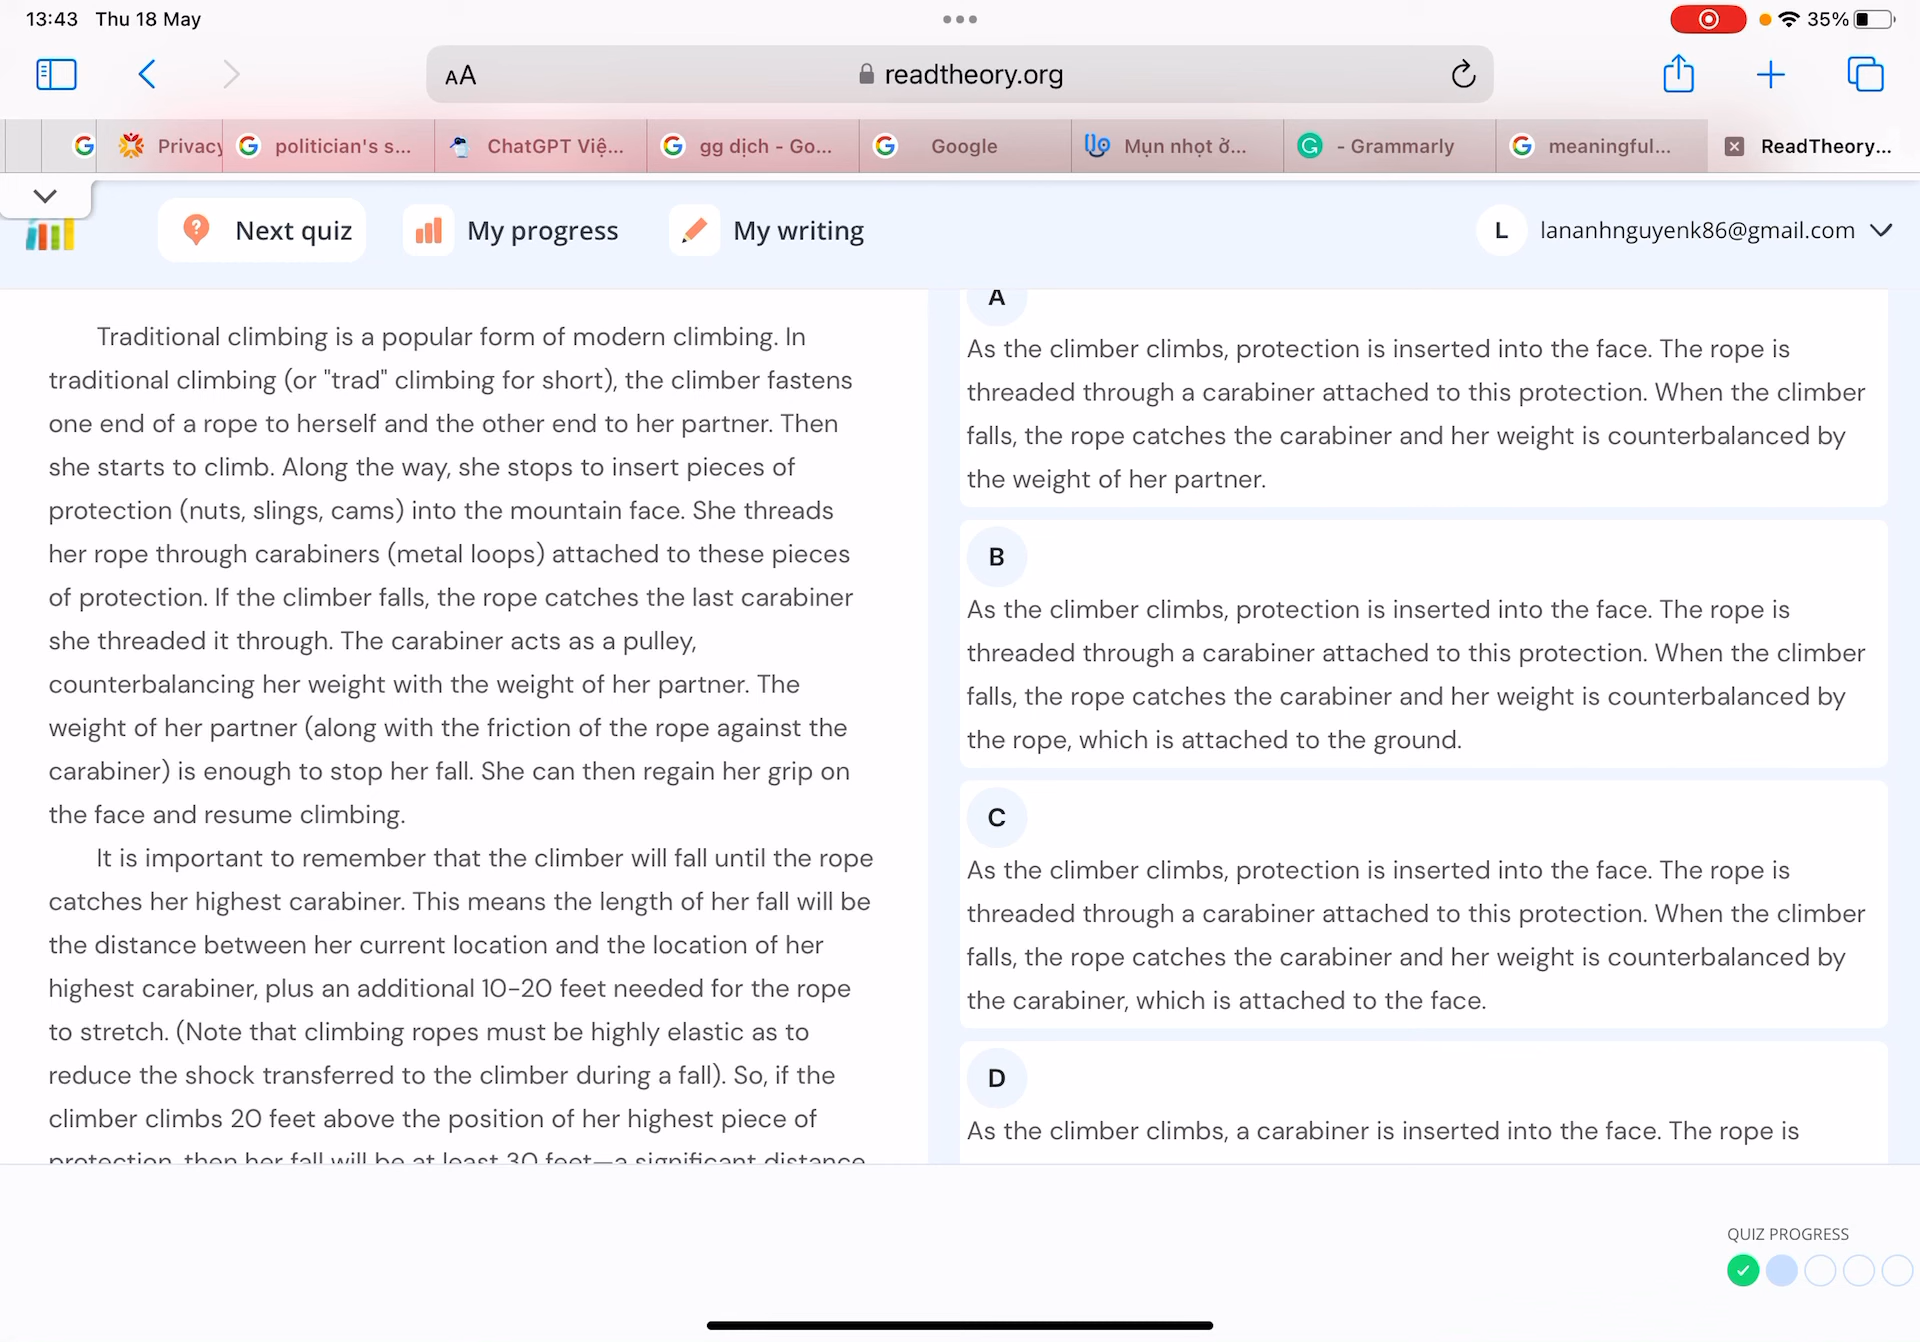 13:43 Thu 18 May
35%
AA
readtheory.org
Privacy
politician's s...
ChatGPT Việ...
gg dịch - Go...
Google
Mụn nhọt ở...
- Grammarly
meaningful...
ReadTheory...
Next quiz
My progress
My writing
L
lananhnguyenk86@gmail.com
Traditional climbing is a popular form of modern climbing. In
traditional climbing (or "trad" climbing for short), the climber fastens
one end of a rope to herself and the other end to her partner. Then
she starts to climb. Along the way, she stops to insert pieces of
protection (nuts, slings, cams) into the mountain face. She threads
her rope through carabiners (metal loops) attached to these pieces
of protection. If the climber falls, the rope catches the last carabiner
she threaded it through. The carabiner acts as a pulley,
counterbalancing her weight with the weight of her partner. The
weight of her partner (along with the friction of the rope against the
carabiner) is enough to stop her fall. She can then regain her grip on
the face and resume climbing.
It is important to remember that the climber will fall until the rope
catches her highest carabiner. This means the length of her fall will be
the distance between her current location and the location of her
highest carabiner, plus an additional 10-20 feet needed for the rope
to stretch. (Note that climbing ropes must be highly elastic as to
reduce the shock transferred to the climber during a fall). So, if the
climber climbs 20 feet above the position of her highest piece of
protection, then her fall will be at least 30 feet—a significant distance
A
As the climber climbs, protection is inserted into the face. The rope is
threaded through a carabiner attached to this protection. When the climber
falls, the rope catches the carabiner and her weight is counterbalanced by
the weight of her partner.
B
As the climber climbs, protection is inserted into the face. The rope is
threaded through a carabiner attached to this protection. When the climber
falls, the rope catches the carabiner and her weight is counterbalanced by
the rope, which is attached to the ground.
C
As the climber climbs, protection is inserted into the face. The rope is
threaded through a carabiner attached to this protection. When the climber
falls, the rope catches the carabiner and her weight is counterbalanced by
the carabiner, which is attached to the face.
D
As the climber climbs, a carabiner is inserted into the face. The rope is
QUIZ PROGRESS